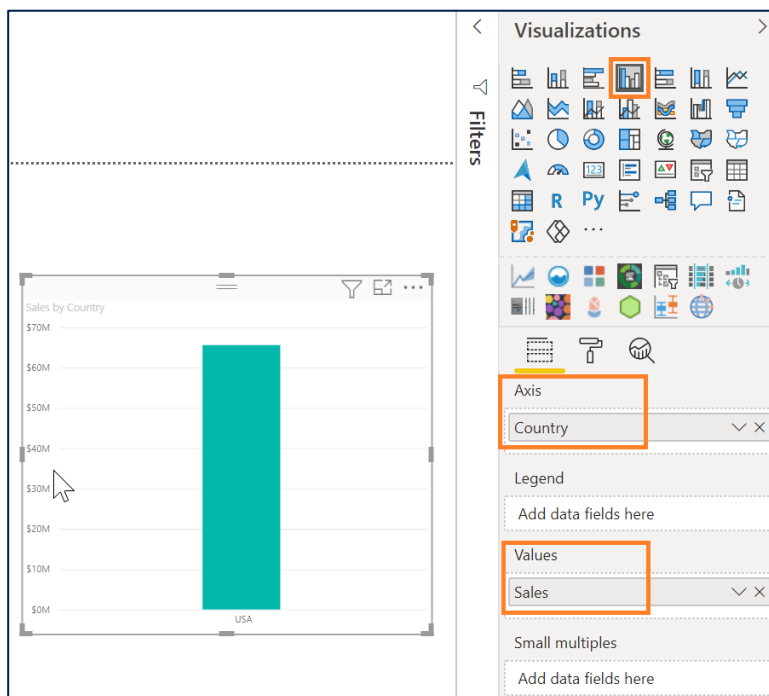 Visualizations
Filters
123
R
Py
Sales by Country
$70M
$60M
$50M
$40M
$30M
$20M
$10M
$0M
USA
Axis
Country
Legend
Add data fields here
Values
Sales
Small multiples
Add data fields here